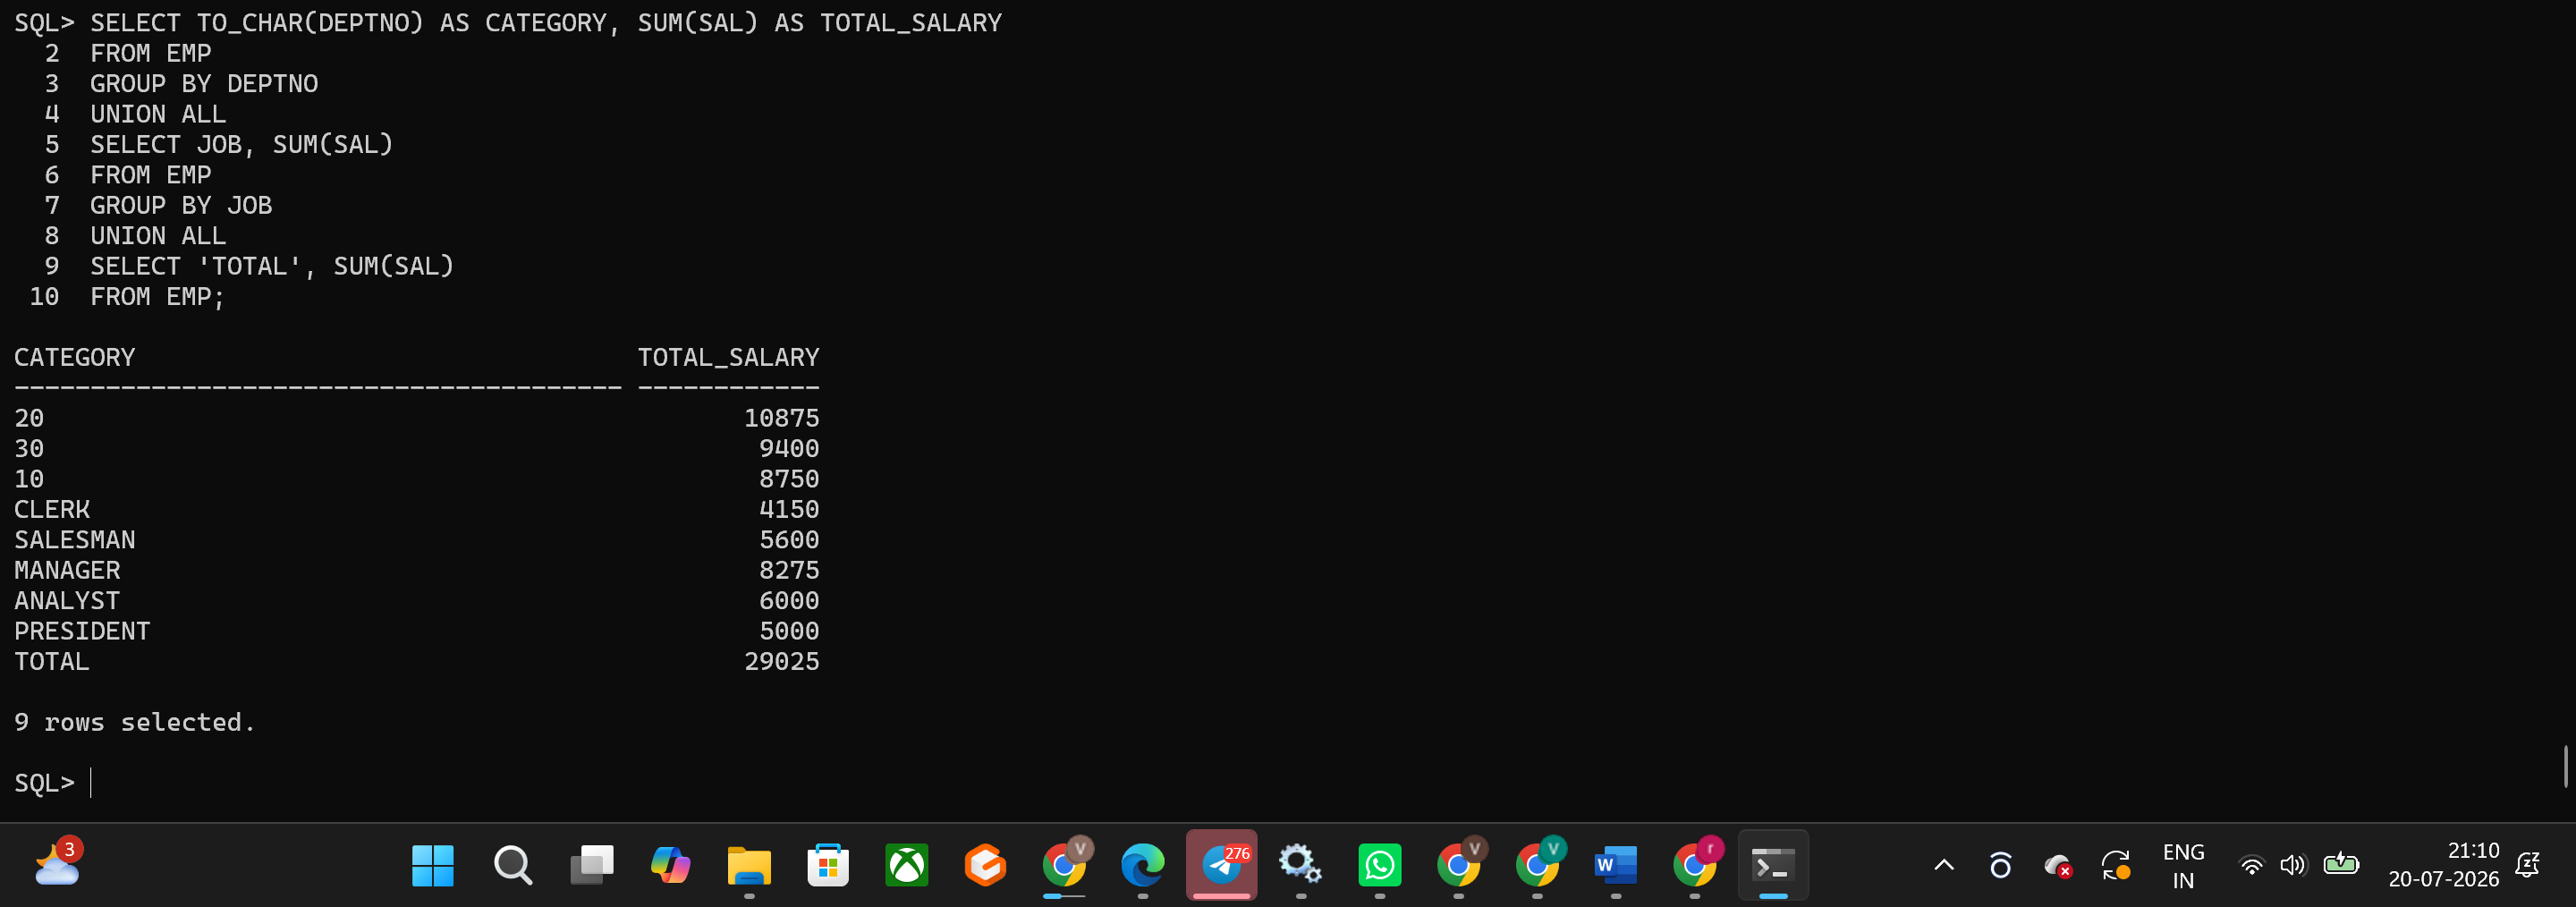 SQL> SELECT TO_CHAR(DEPTNO) AS CATEGORY, SUM(SAL) AS TOTAL_SALARY
  2  FROM EMP
  3  GROUP BY DEPTNO
  4  UNION ALL
  5  SELECT JOB, SUM(SAL)
  6  FROM EMP
  7  GROUP BY JOB
  8  UNION ALL
  9  SELECT 'TOTAL', SUM(SAL)
 10  FROM EMP;
CATEGORY                                 TOTAL_SALARY
---------------------------------------- ------------
20                                              10875
30                                               9400
10                                               8750
CLERK                                            4150
SALESMAN                                         5600
MANAGER                                          8275
ANALYST                                          6000
PRESIDENT                                        5000
TOTAL                                           29025
9 rows selected.
SQL>
3
V
276
V
V
W
r
ENG
IN
21:10
20-07-2026